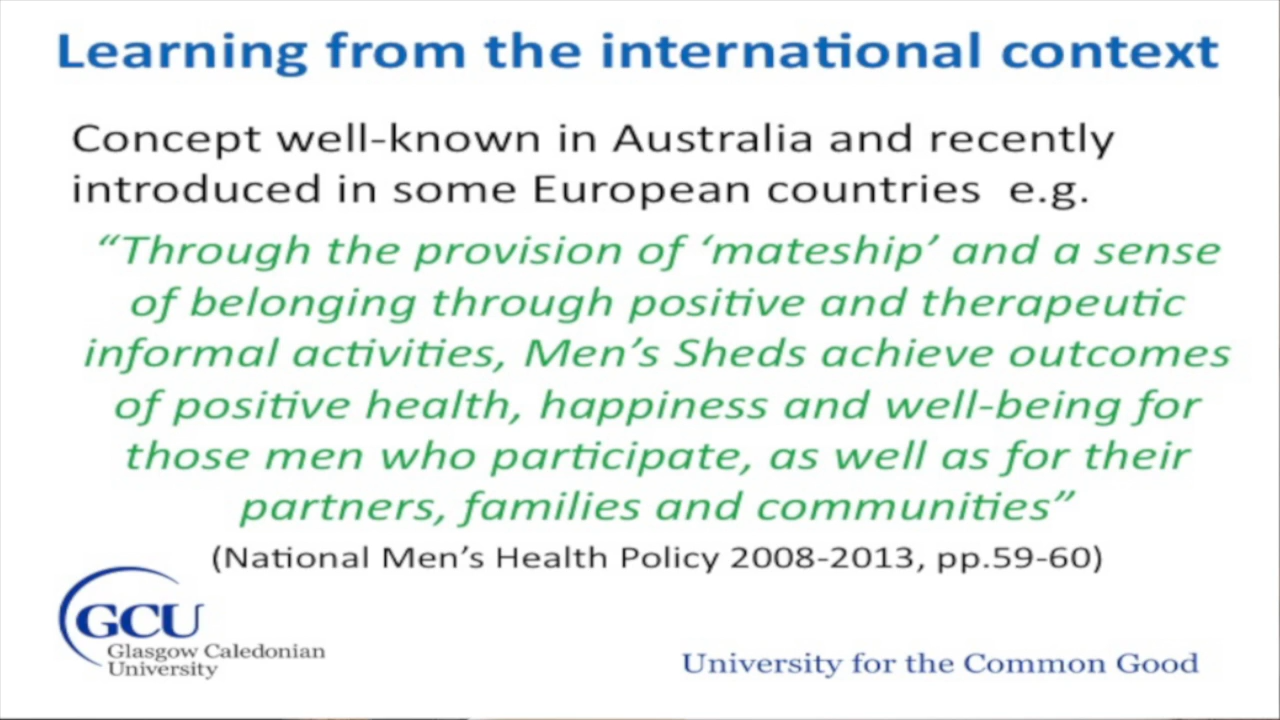 Learning from the international context
Concept well-known in Australia and recently
introduced in some European countries  e.g.
“Through the provision of ‘mateship’ and a sense
of belonging through positive and therapeutic
informal activities, Men’s Sheds achieve outcomes
of positive health, happiness and well-being for
those men who participate, as well as for their
partners, families and communities”
(National Men’s Health Policy 2008-2013, pp.59-60)
GCU
Glasgow Caledonian
University
University for the Common Good